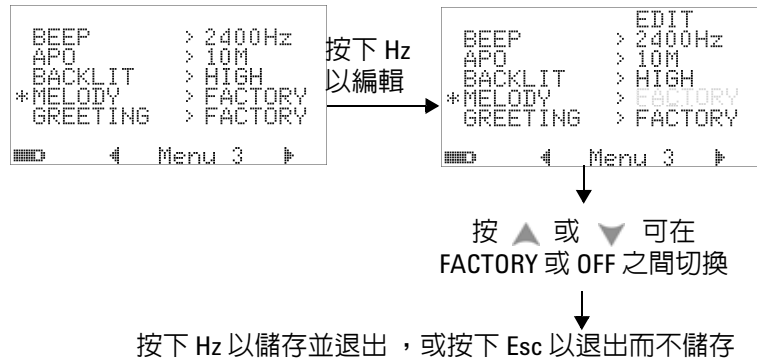 BEEP > 2400Hz
APO > 10M
BACKLIT > HIGH
*MELODY > FACTORY
GREETING > FACTORY
Menu 3
按下 Hz
以編輯
EDIT
BEEP > 2400Hz
APO > 10M
BACKLIT > HIGH
*MELODY > FACTORY
GREETING > FACTORY
Menu 3
按 ▲ 或 ▼ 可在
FACTORY 或 OFF 之間切換
按下 Hz 以儲存並退出，或按下 Esc 以退出而不儲存